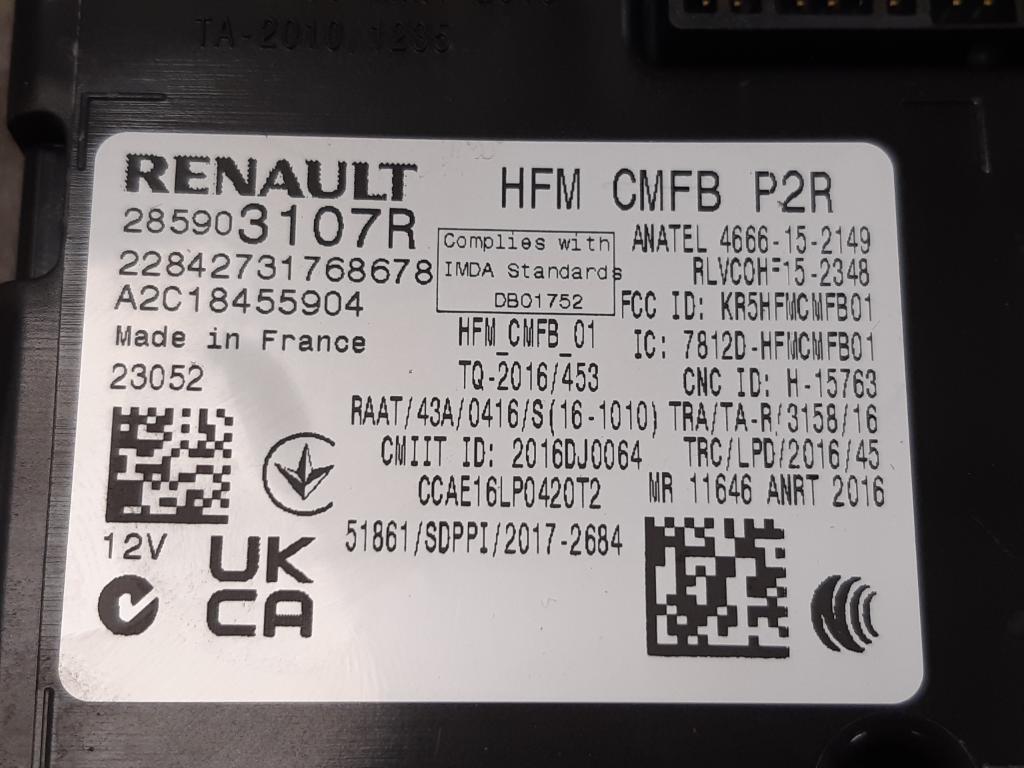 TA-2010/1235
RENAULT
HFM CMFB P2R
285903107R
22842731768678
A2C18455904
Made in France
23052
Complies with
IMDA Standards
DB01752
HFM_CMFB_01
TQ-2016/453
ANATEL 4666-15-2149
RLVCOH-15-2348
FCC ID: KR5HFMCMFB01
IC: 7812D-HFMCMFB01
CNC ID: H-15763
RAAT/43A/0416/S(16-1010) TRA/TA-R/3158/16
CMIIT ID: 2016DJ0064
TRC/LPD/2016/45
CCAE16LP0420T2
MR 11646 ANRT 2016
51861/SDPPI/2017-2684
12V
UK
CA